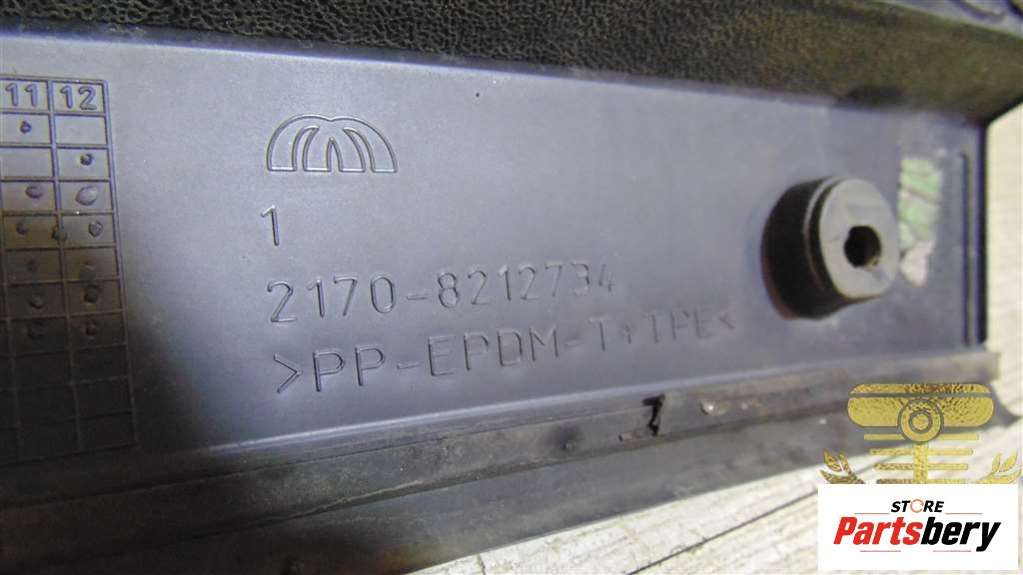 11 12
1
2170-8212734
>PP-EPDM-T+TPE<
STORE
Partsbery